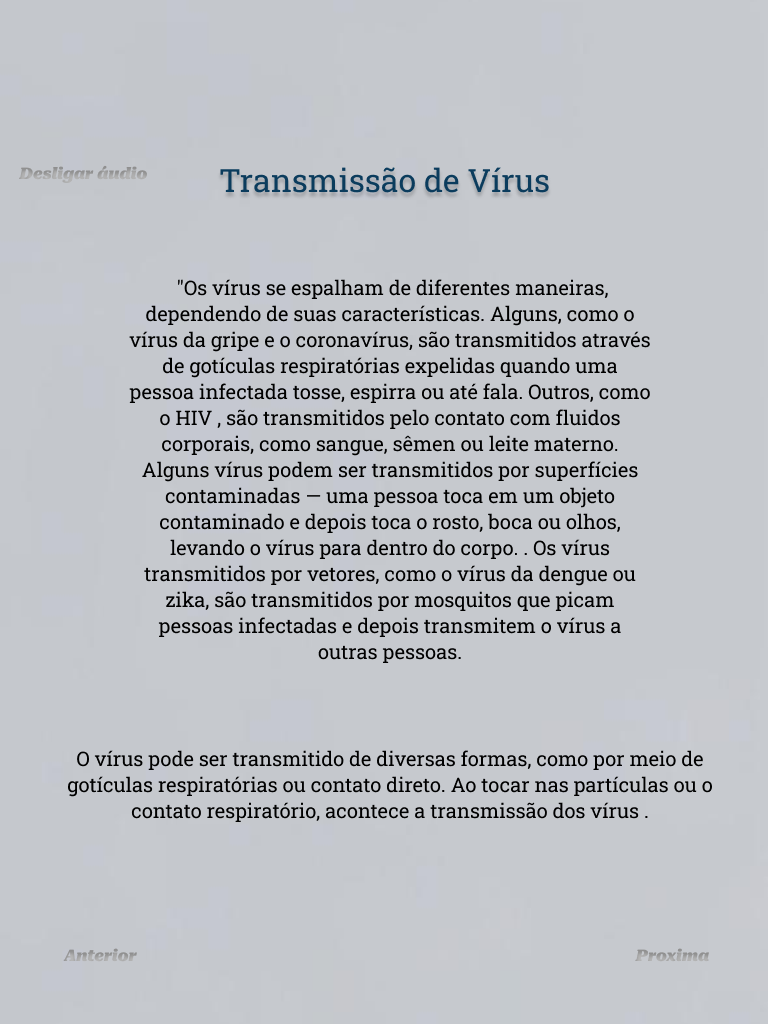 Desligar áudio
Transmissão de Vírus
"Os vírus se espalham de diferentes maneiras,
dependendo de suas características. Alguns, como o
vírus da gripe e o coronavírus, são transmitidos através
de gotículas respiratórias expelidas quando uma
pessoa infectada tosse, espirra ou até fala. Outros, como
o HIV , são transmitidos pelo contato com fluidos
corporais, como sangue, sêmen ou leite materno.
Alguns vírus podem ser transmitidos por superfícies
contaminadas — uma pessoa toca em um objeto
contaminado e depois toca o rosto, boca ou olhos,
levando o vírus para dentro do corpo. . Os vírus
transmitidos por vetores, como o vírus da dengue ou
zika, são transmitidos por mosquitos que picam
pessoas infectadas e depois transmitem o vírus a
outras pessoas.
O vírus pode ser transmitido de diversas formas, como por meio de
gotículas respiratórias ou contato direto. Ao tocar nas partículas ou o
contato respiratório, acontece a transmissão dos vírus .
Anterior
Proxima